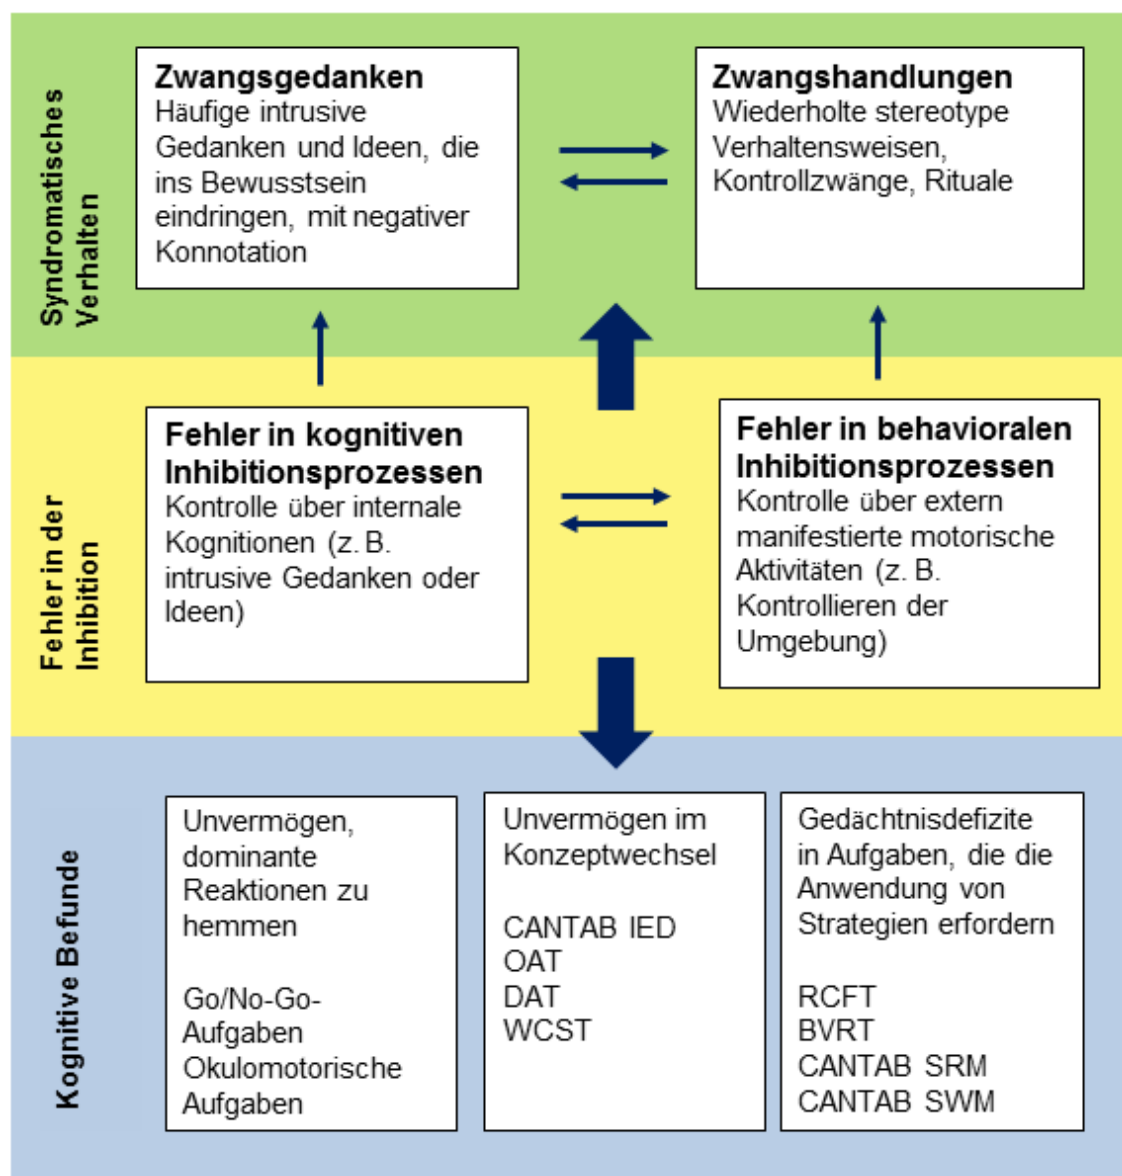 Syndromatisches
Verhalten
Zwangsgedanken
Häufige intrusive
Gedanken und Ideen, die
ins Bewusstsein
eindringen, mit negativer
Konnotation
Zwangshandlungen
Wiederholte stereotype
Verhaltensweisen,
Kontrollzwänge, Rituale
Fehler in der
Inhibition
Fehler in kognitiven
Inhibitionsprozessen
Kontrolle über internale
Kognitionen (z. B.
intrusive Gedanken oder
Ideen)
Fehler in behavioralen
Inhibitionsprozessen
Kontrolle über extern
manifestierte motorische
Aktivitäten (z. B.
Kontrollieren der
Umgebung)
Kognitive Befunde
Unvermögen,
dominante
Reaktionen zu
hemmen
Go/No-Go-
Aufgaben
Okulomotorische
Aufgaben
Unvermögen im
Konzeptwechsel
CANTAB IED
OAT
DAT
WCST
Gedächtnisdefizite
in Aufgaben, die die
Anwendung von
Strategien erfordern
RCFT
BVRT
CANTAB SRM
CANTAB SWM